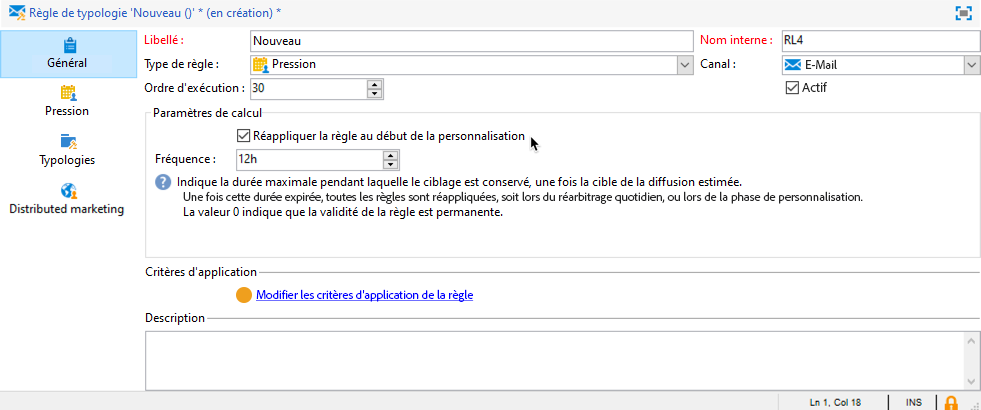 Règle de typologie 'Nouveau ()' * (en création) *
Général
Pression
Typologies
Distributed marketing
Libellé :
Nouveau
Nom interne :
RL4
Type de règle :
Pression
Canal :
E-Mail
Ordre d'exécution :
30
Actif
Paramètres de calcul
Réappliquer la règle au début de la personnalisation
Fréquence :
12h
Indique la durée maximale pendant laquelle le ciblage est conservé, une fois la cible de la diffusion estimée.
Une fois cette durée expirée, toutes les règles sont réappliquées, soit lors du réarbitrage quotidien, ou lors de la phase de personnalisation.
La valeur 0 indique que la validité de la règle est permanente.
Critères d'application
Modifier les critères d'application de la règle
Description
Ln 1, Col 18
INS